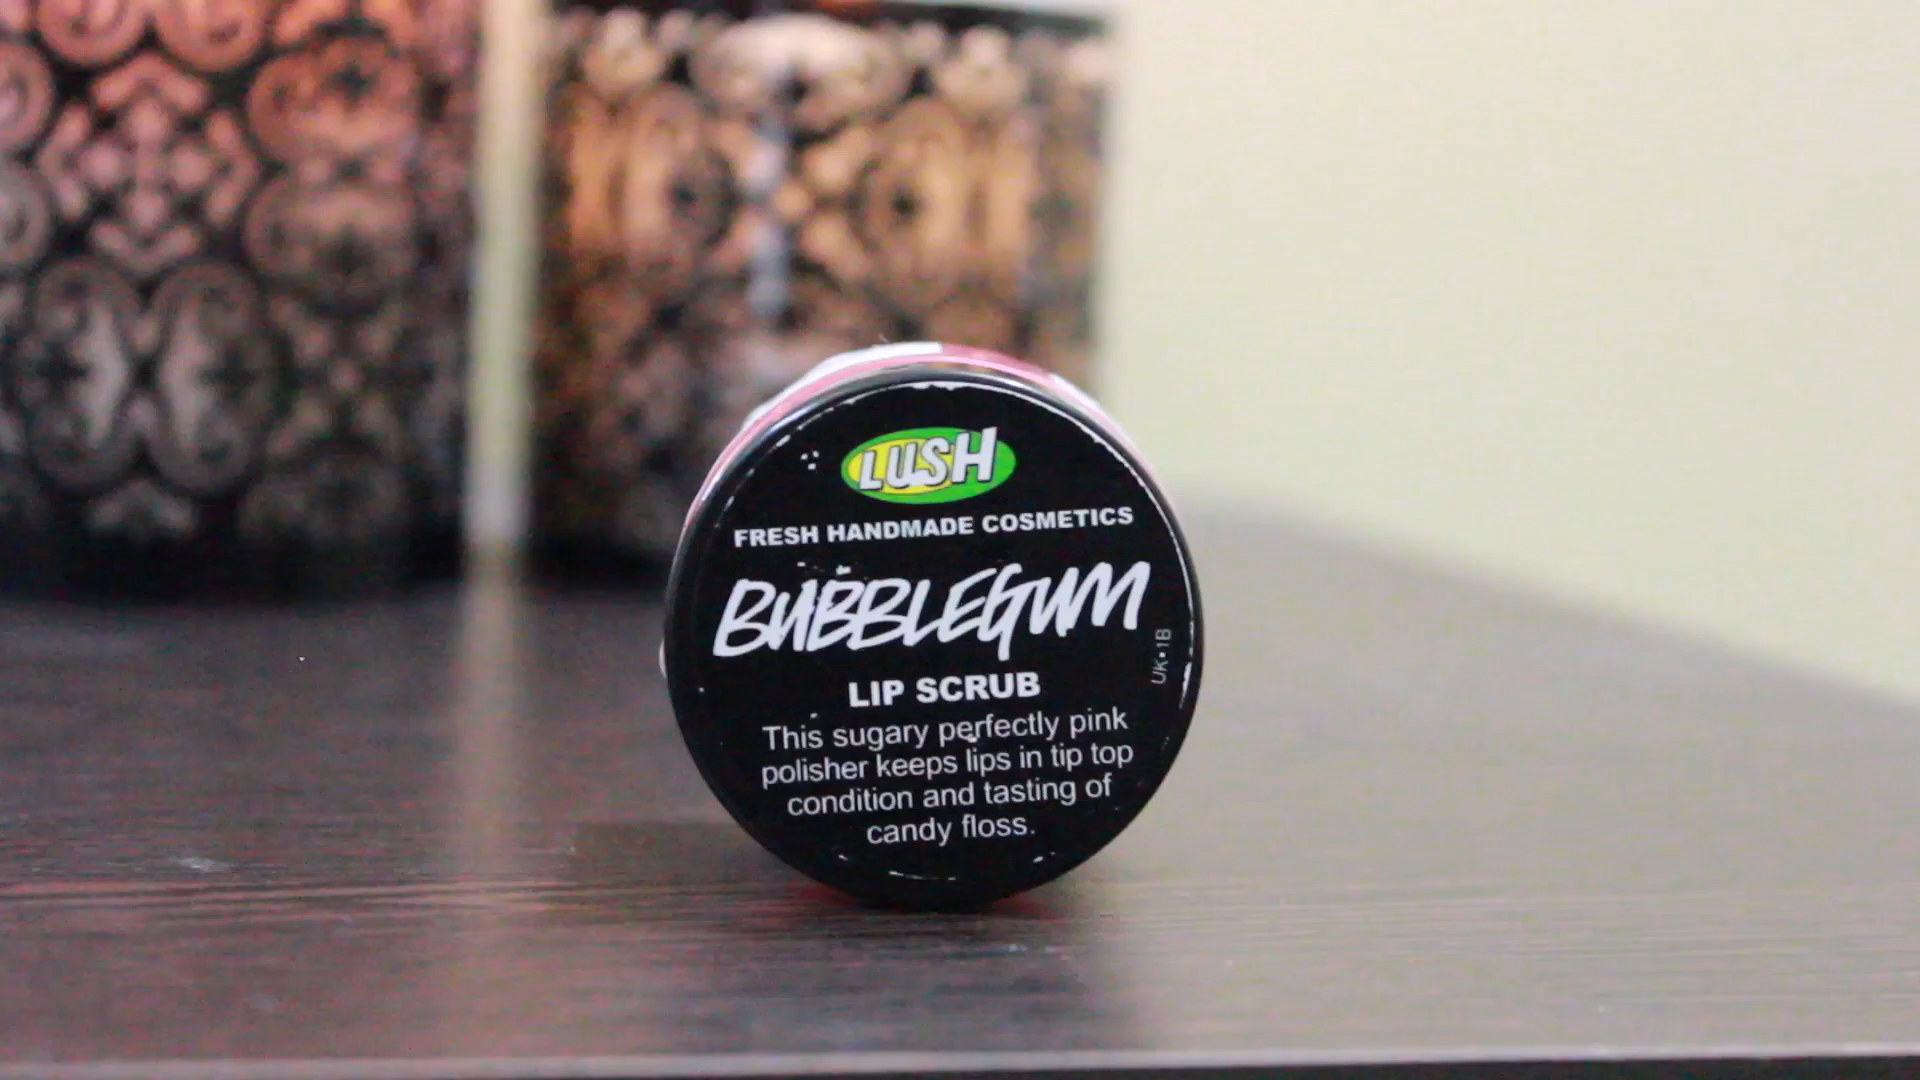 LUSH
FRESH HANDMADE COSMETICS
BUBBLEGUM
UK•1B
LIP SCRUB
This sugary perfectly pink
polisher keeps lips in tip top
condition and tasting of
candy floss.